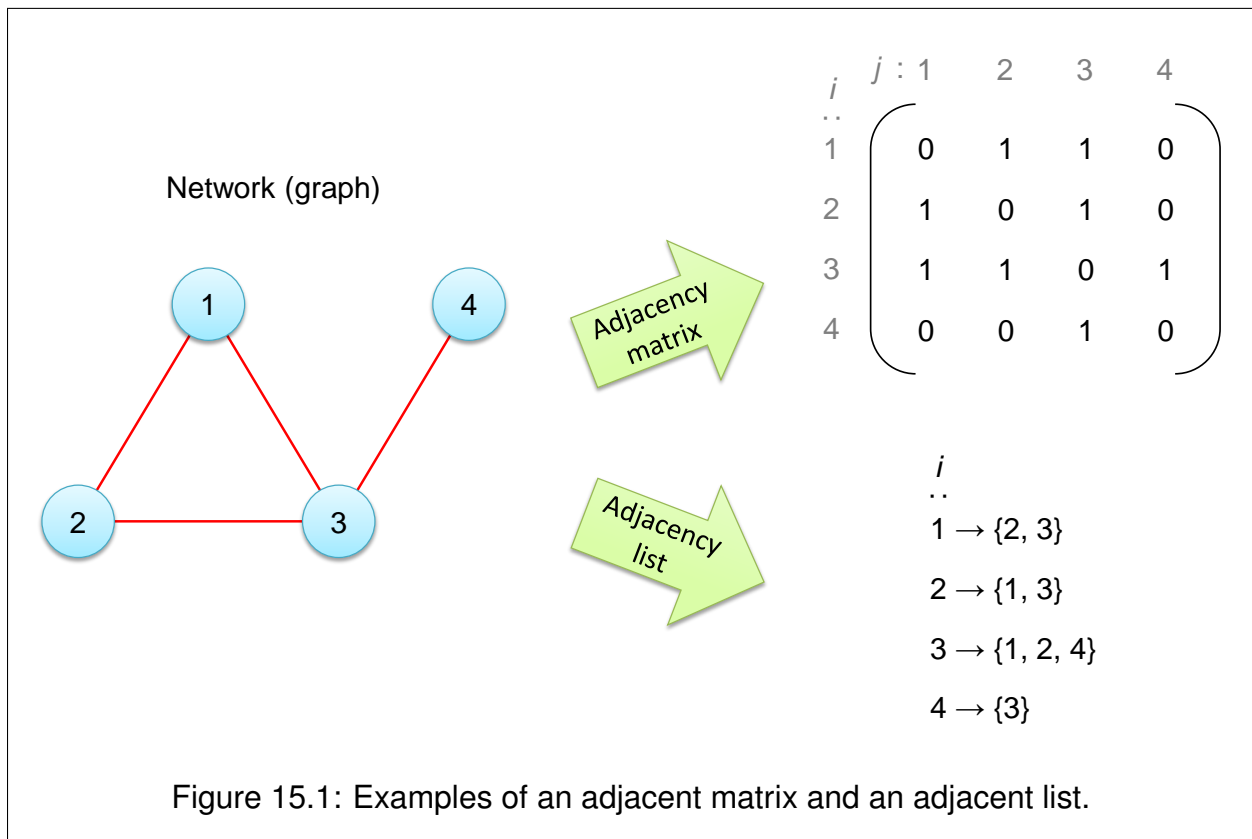 Network (graph)
1
4
2
3
Adjacency
matrix
Adjacency
list
j : 1 2 3 4
i
..
1 0 1 1 0
2 1 0 1 0
3 1 1 0 1
4 0 0 1 0
i
..
1 → {2, 3}
2 → {1, 3}
3 → {1, 2, 4}
4 → {3}
Figure 15.1: Examples of an adjacent matrix and an adjacent list.